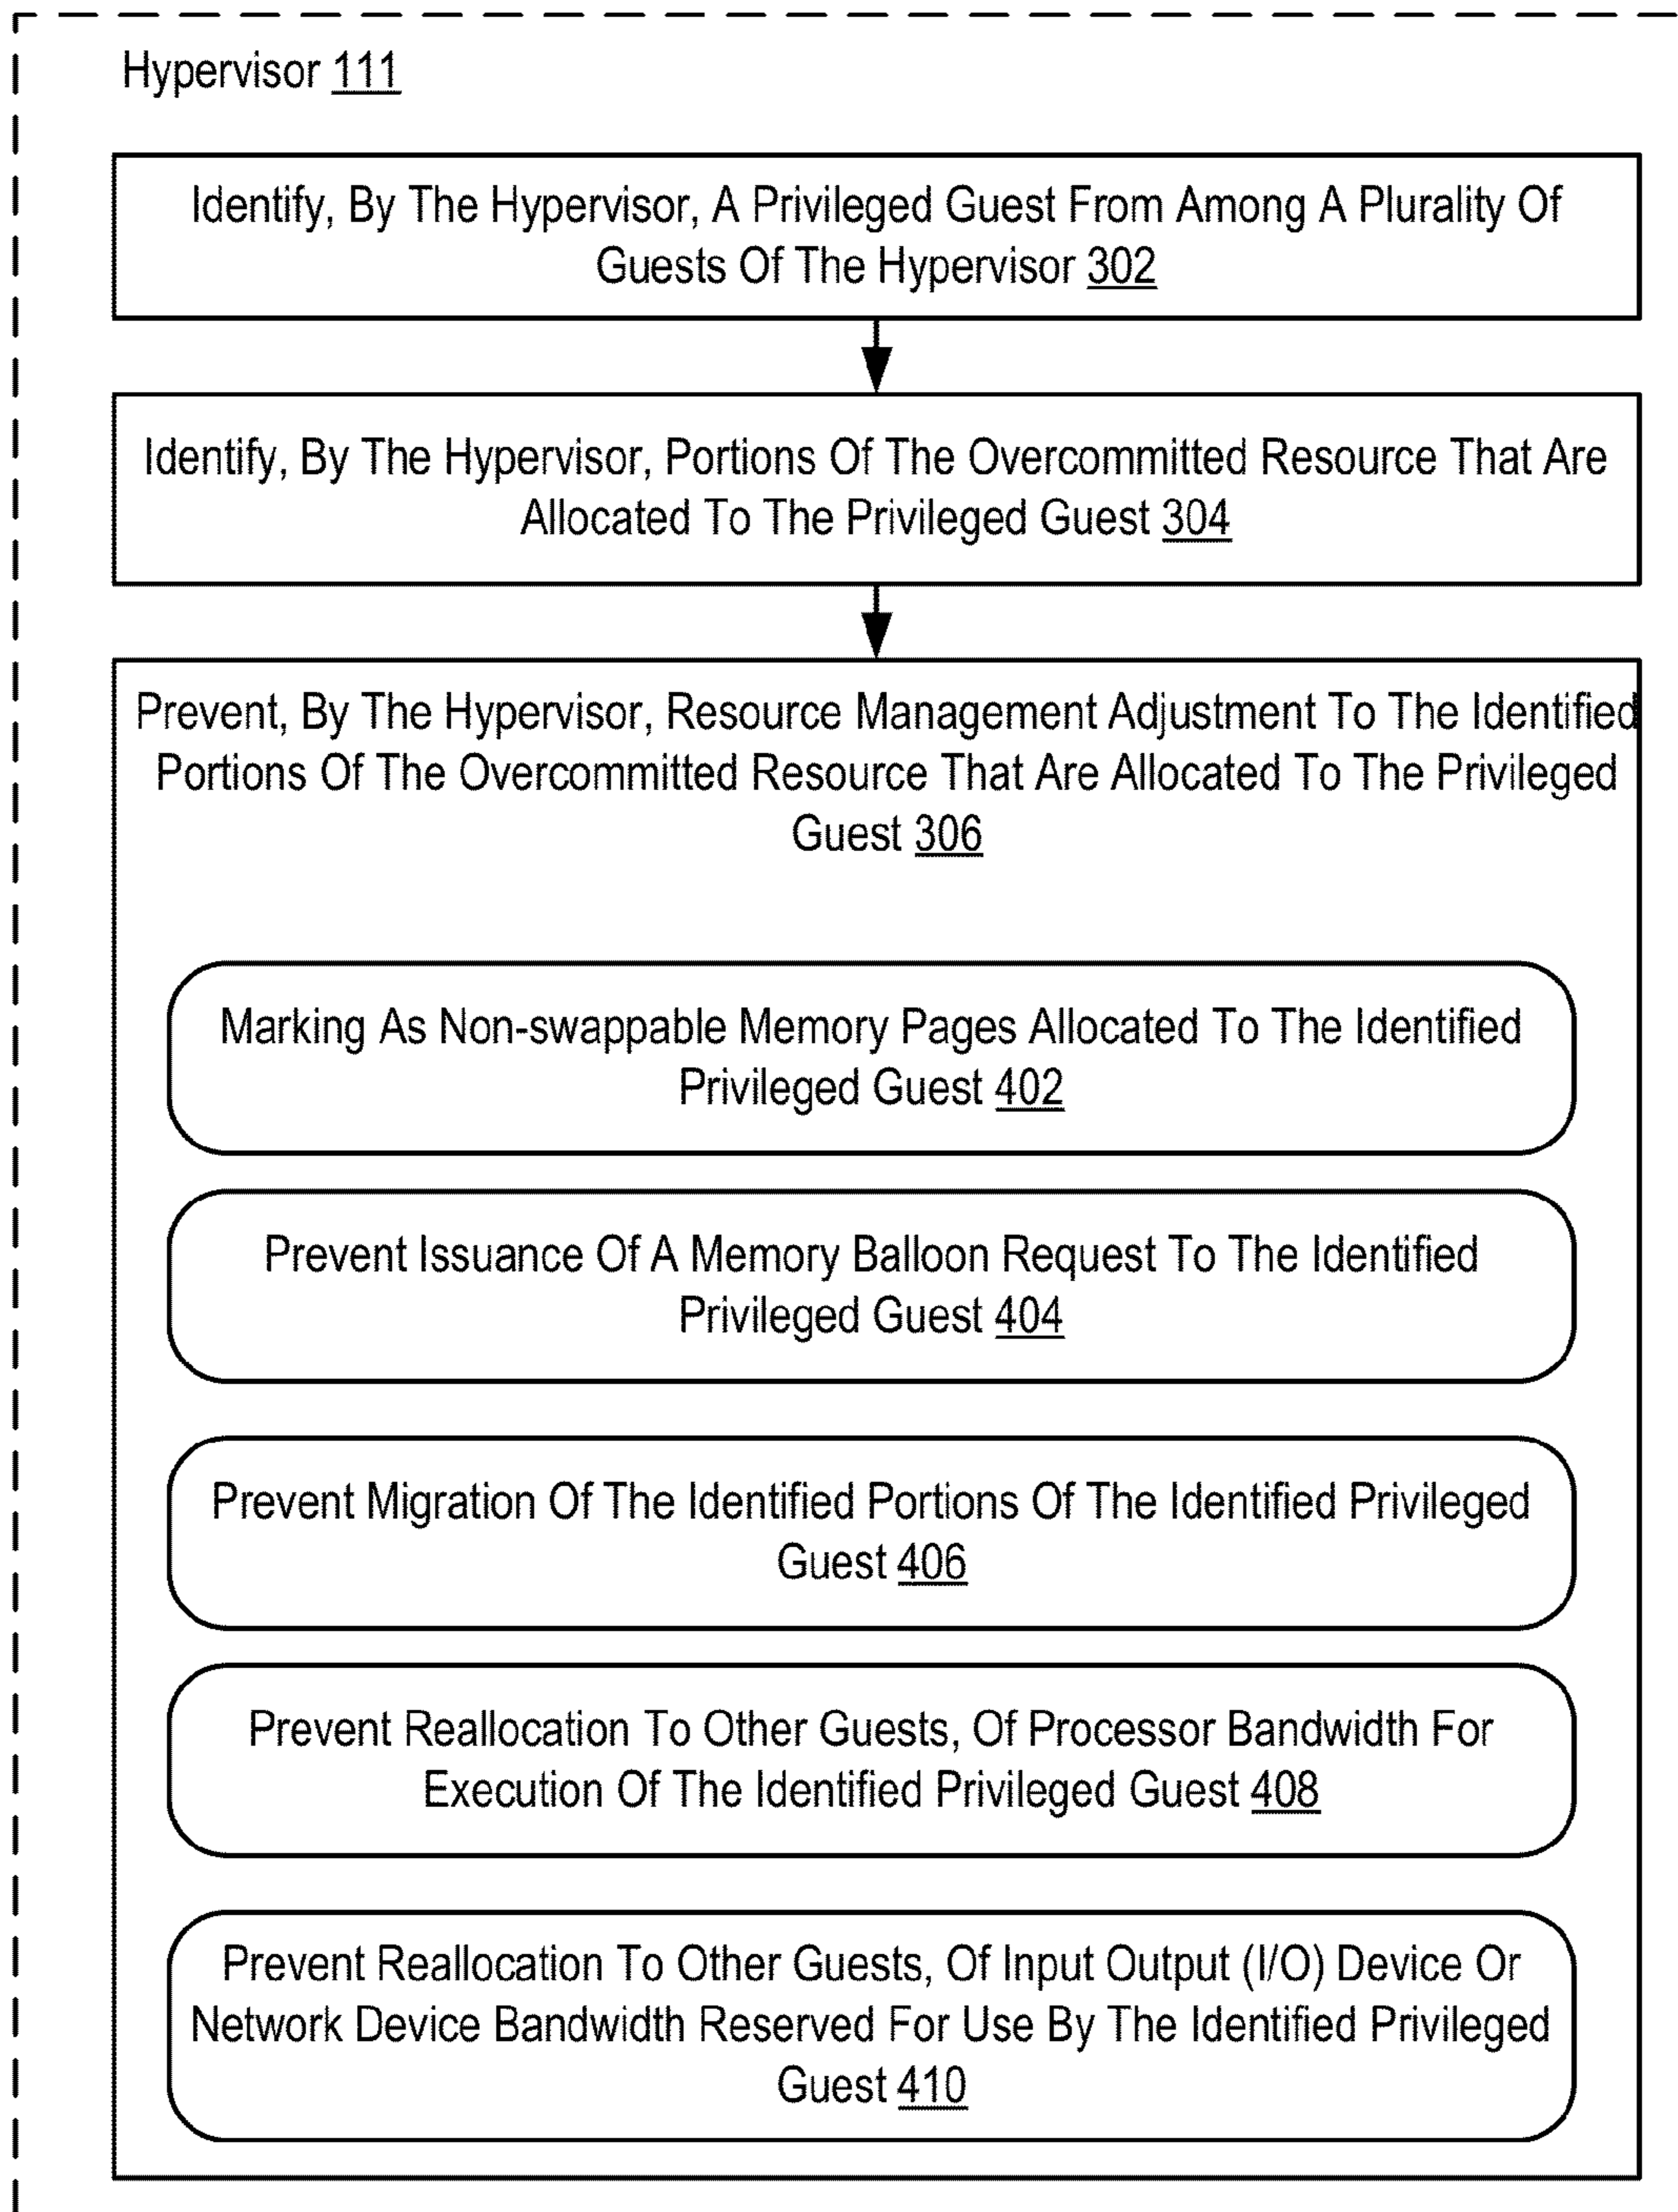 Hypervisor 111
Identify, By The Hypervisor, A Privileged Guest From Among A Plurality Of
Guests Of The Hypervisor 302
Identify, By The Hypervisor, Portions Of The Overcommitted Resource That Are
Allocated To The Privileged Guest 304
Prevent, By The Hypervisor, Resource Management Adjustment To The Identified
Portions Of The Overcommitted Resource That Are Allocated To The Privileged
Guest 306
Marking As Non-swappable Memory Pages Allocated To The Identified
Privileged Guest 402
Prevent Issuance Of A Memory Balloon Request To The Identified
Privileged Guest 404
Prevent Migration Of The Identified Portions Of The Identified Privileged
Guest 406
Prevent Reallocation To Other Guests, Of Processor Bandwidth For
Execution Of The Identified Privileged Guest 408
Prevent Reallocation To Other Guests, Of Input Output (I/O) Device Or
Network Device Bandwidth Reserved For Use By The Identified Privileged
Guest 410